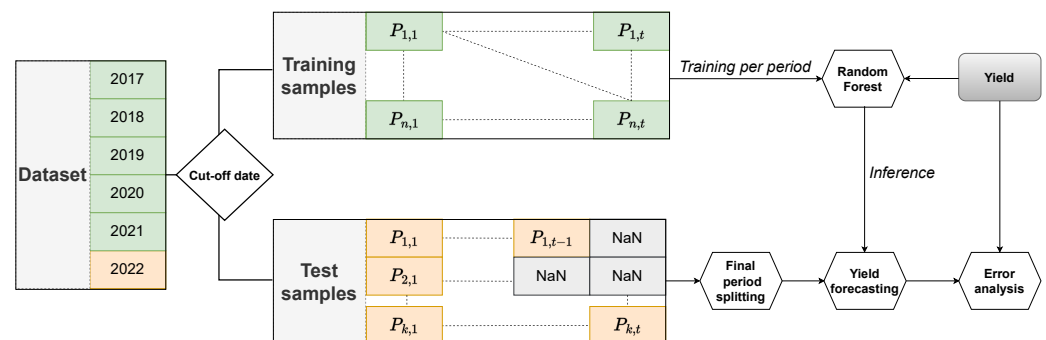 Dataset
2017
2018
2019
2020
2021
2022
Cut-off date
Training
samples
P1,1
P1,t
Pn,1
Pn,t
Training per period
Random
Forest
Yield
Inference
Test
samples
P1,1
P1,t−1
NaN
P2,1
NaN
NaN
Pk,1
Pk,t
Final
period
splitting
Yield
forecasting
Error
analysis